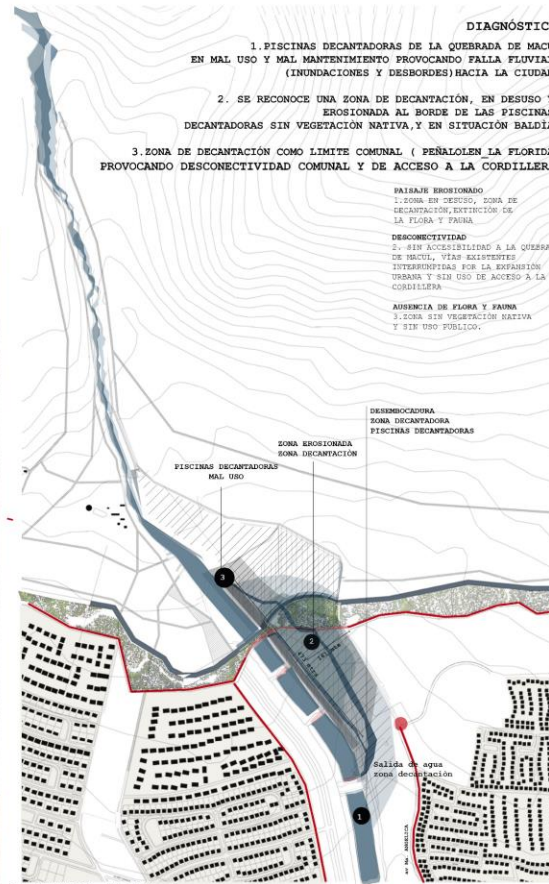 DIAGNÓSTIC
1.PISCINAS DECANTADORAS DE LA QUEBRADA DE MACU
EN MAL USO Y MAL MANTENIMIENTO PROVOCANDO FALLA FLUVIA
(INUNDACIONES Y DESBORDES)HACIA LA CIUDA
2. SE RECONOCE UNA ZONA DE DECANTACIÓN, EN DESUSO Y
EROSIONADA AL BORDE DE LAS PISCINA
DECANTADORAS SIN VEGETACIÓN NATIVA,Y EN SITUACIÓN BALDÍA
3.ZONA DE DECANTACIÓN COMO LIMITE COMUNAL ( PEÑALOLEN_LA FLORIDA
PROVOCANDO DESCONECTIVIDAD COMUNAL Y DE ACCESO A LA CORDILLER
PAISAJE EROSIONADO
1.ZONA EN DESUSO, ZONA DE
DECANTACIÓN,EXTINCIÓN DE
LA FLORA Y FAUNA
DESCONECTIVIDAD
2. SIN ACCESIBILIDAD A LA QUEBRA
DE MACUL, VÍAS EXISTENTES
INTERRUMPIDAS POR LA EXPANSIÓN
URBANA Y SIN USO DE ACCESO A LA
CORDILLERA
AUSENCIA DE FLORA Y FAUNA
3.ZONA SIN VEGETACIÓN NATIVA
Y SIN USO PUBLICO.
DESEMBOCADURA
ZONA DECANTADORA
PISCINAS DECANTADORAS
ZONA EROSIONADA
ZONA DECANTACIÓN
PISCINAS DECANTADORAS
MAL USO
3
2
Salida de agua
zona decantación
1